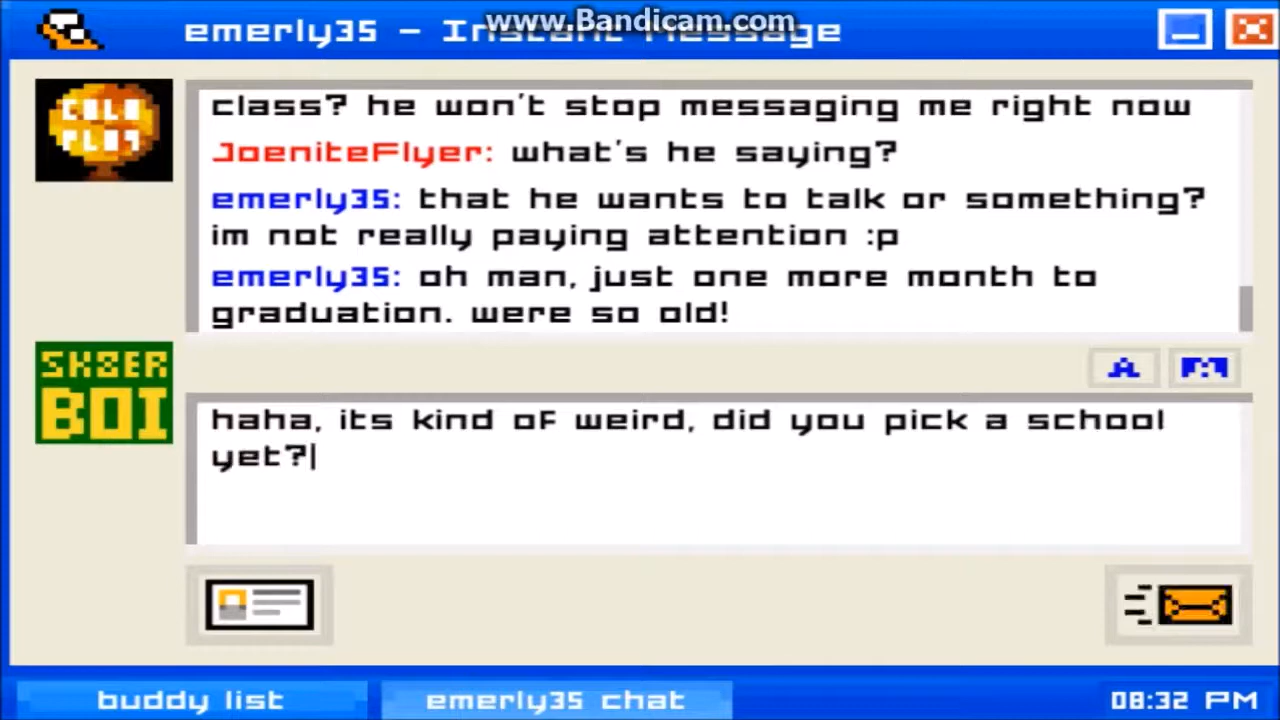 www.Bandicam.com
emerly35 - Instant Message
class? he won't stop messaging me right now
JoeniteFlyer: what's he saying?
emerly35: that he wants to talk or something?
im not really paying attention :p
emerly35: oh man, just one more month to
graduation. were so old!
SK8ER
BOI
A
haha, its kind of weird, did you pick a school
yet?
buddy list
emerly35 chat
08:32 PM